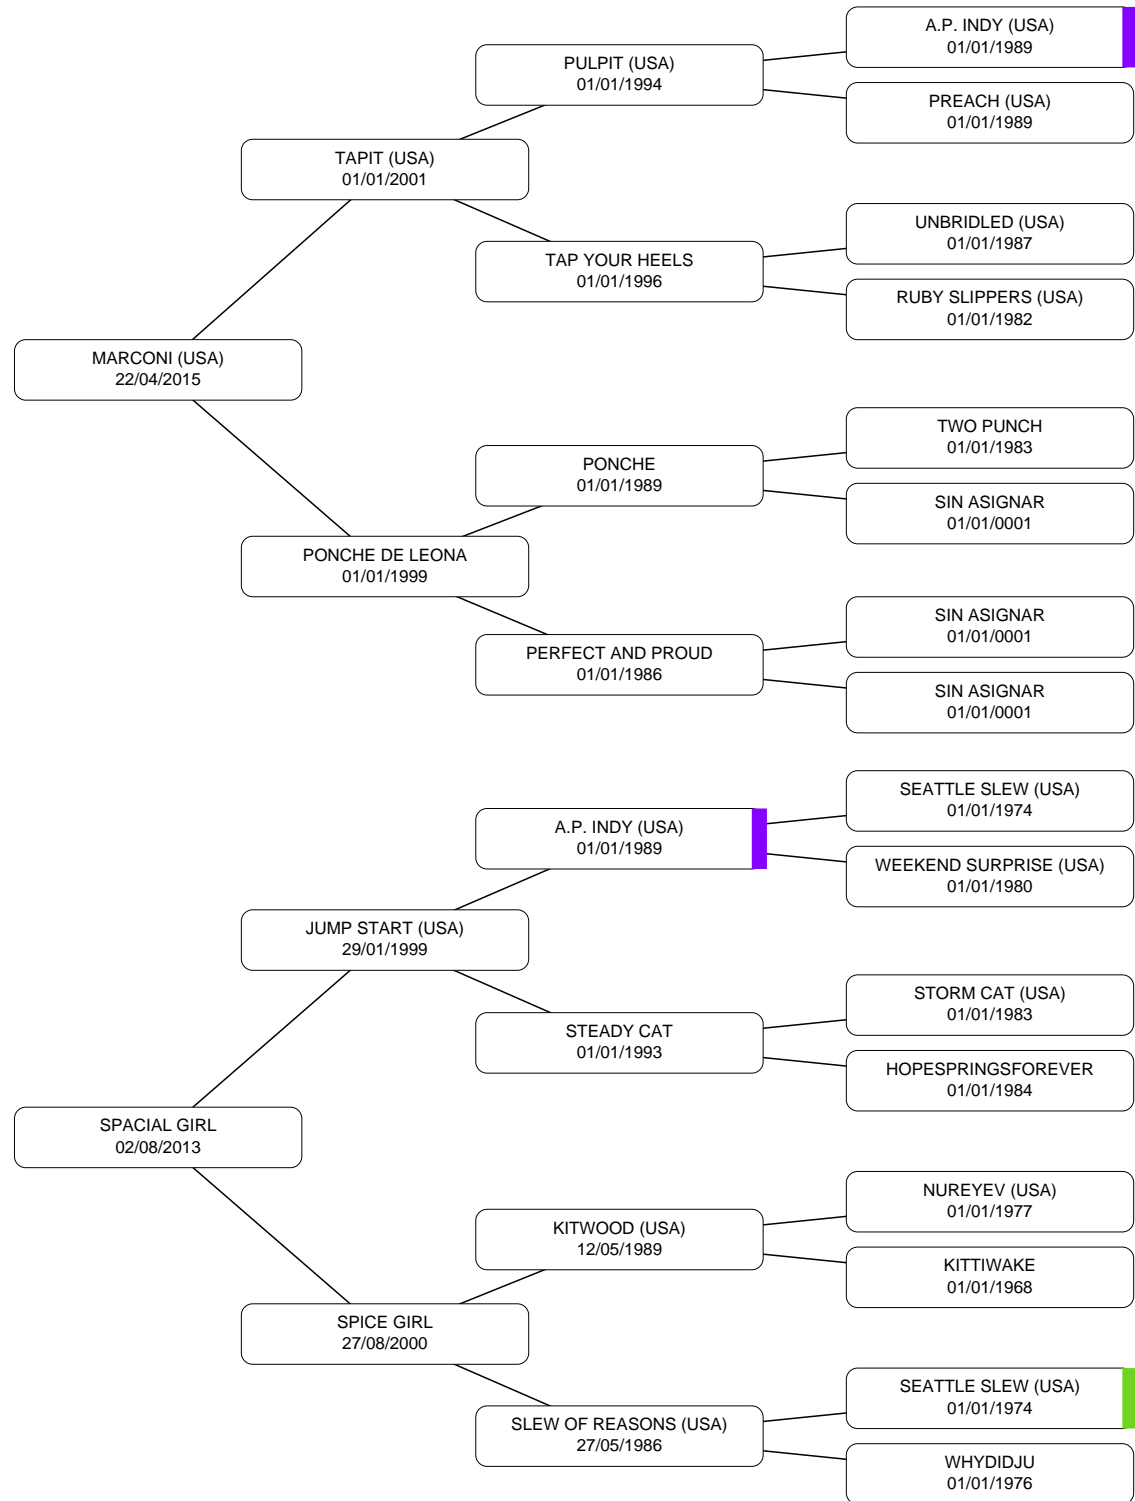 A.P. INDY (USA)
01/01/1989
PULPIT (USA)
01/01/1994
PREACH (USA)
01/01/1989
TAPIT (USA)
01/01/2001
UNBRIDLED (USA)
01/01/1987
TAP YOUR HEELS
01/01/1996
RUBY SLIPPERS (USA)
01/01/1982
MARCONI (USA)
22/04/2015
TWO PUNCH
01/01/1983
PONCHE
01/01/1989
SIN ASIGNAR
01/01/0001
PONCHE DE LEONA
01/01/1999
SIN ASIGNAR
01/01/0001
PERFECT AND PROUD
01/01/1986
SIN ASIGNAR
01/01/0001
SEATTLE SLEW (USA)
01/01/1974
A.P. INDY (USA)
01/01/1989
WEEKEND SURPRISE (USA)
01/01/1980
JUMP START (USA)
29/01/1999
STORM CAT (USA)
01/01/1983
STEADY CAT
01/01/1993
HOPESPRINGSFOREVER
01/01/1984
SPACIAL GIRL
02/08/2013
NUREYEV (USA)
01/01/1977
KITWOOD (USA)
12/05/1989
KITTIWAKE
01/01/1968
SPICE GIRL
27/08/2000
SEATTLE SLEW (USA)
01/01/1974
SLEW OF REASONS (USA)
27/05/1986
WHYDIDJU
01/01/1976